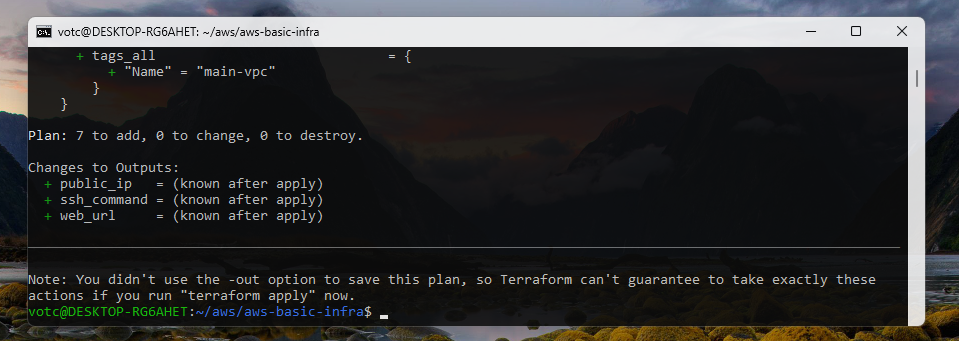 votc@DESKTOP-RG6AHET: ~/aws/aws-basic-infra
+ tags_all = {
+ "Name" = "main-vpc"
}
}
Plan: 7 to add, 0 to change, 0 to destroy.
Changes to Outputs:
+ public_ip = (known after apply)
+ ssh_command = (known after apply)
+ web_url = (known after apply)
Note: You didn't use the -out option to save this plan, so Terraform can't guarantee to take exactly these
actions if you run "terraform apply" now.
votc@DESKTOP-RG6AHET:~/aws/aws-basic-infra$